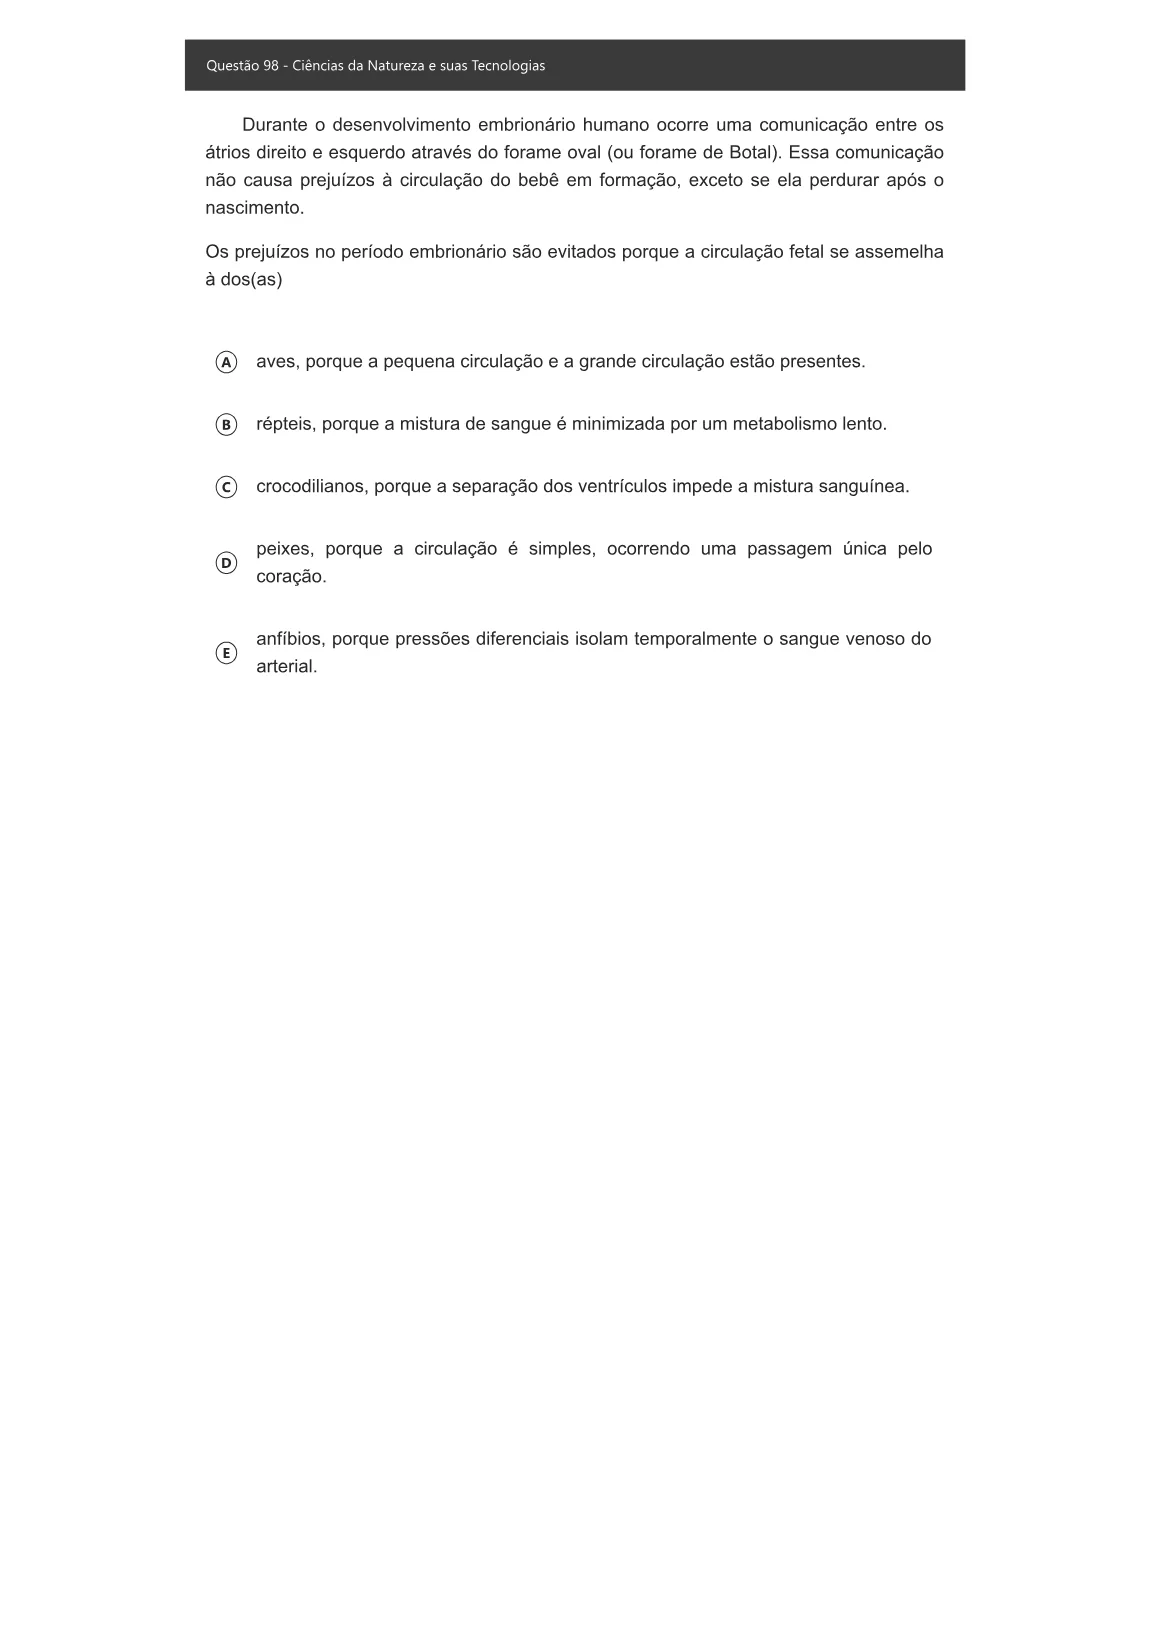 Questão 98 - Ciências da Natureza e suas Tecnologias
Durante o desenvolvimento embrionário humano ocorre uma comunicação entre os
átrios direito e esquerdo através do forame oval (ou forame de Botal). Essa comunicação
não causa prejuízos à circulação do bebê em formação, exceto se ela perdurar após o
nascimento.
Os prejuízos no período embrionário são evitados porque a circulação fetal se assemelha
à dos(as)
A aves, porque a pequena circulação e a grande circulação estão presentes.
B répteis, porque a mistura de sangue é minimizada por um metabolismo lento.
C crocodilianos, porque a separação dos ventrículos impede a mistura sanguínea.
D peixes, porque a circulação é simples, ocorrendo uma passagem única pelo
coração.
E anfíbios, porque pressões diferenciais isolam temporalmente o sangue venoso do
arterial.